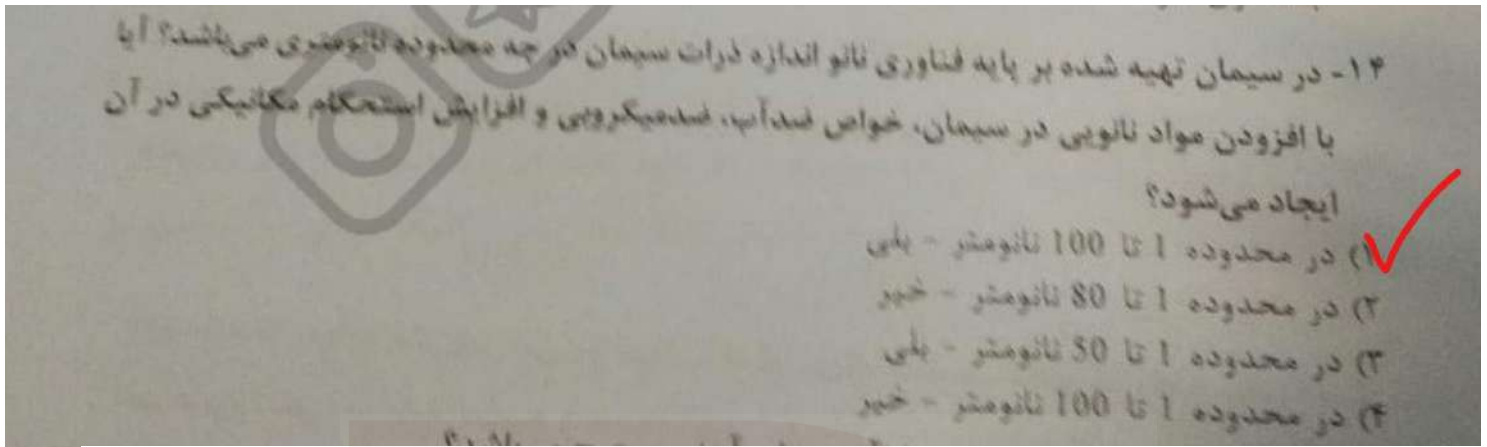 ۱۴- در سیمان تهیه شده بر پایه فناوری نانو اندازه ذرات سیمان در چه محدوده نانومتری می‌باشد؟ آیا
با افزودن مواد نانویی در سیمان، خواص ضدآب، ضدمیکروبی و افزایش استحکام مکانیکی در آن
ایجاد می‌شود؟
۱) در محدوده 1 تا 100 نانومتر - بلی
۲) در محدوده 1 تا 80 نانومتر - خیر
۳) در محدوده 1 تا 50 نانومتر - بلی
۴) در محدوده 1 تا 100 نانومتر - خیر